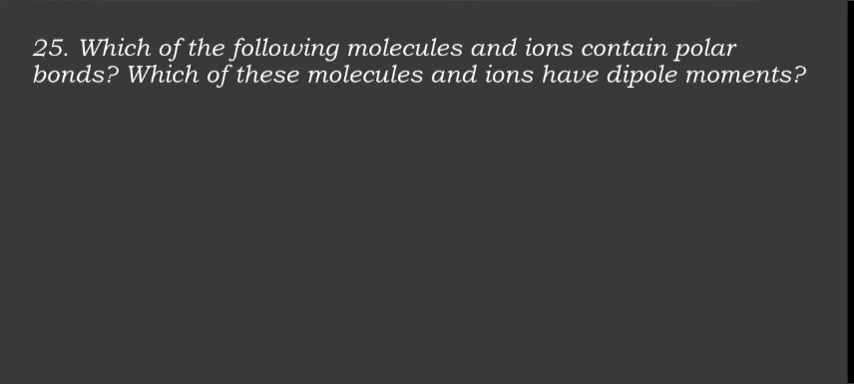 25. Which of the following molecules and ions contain polar
bonds? Which of these molecules and ions have dipole moments?